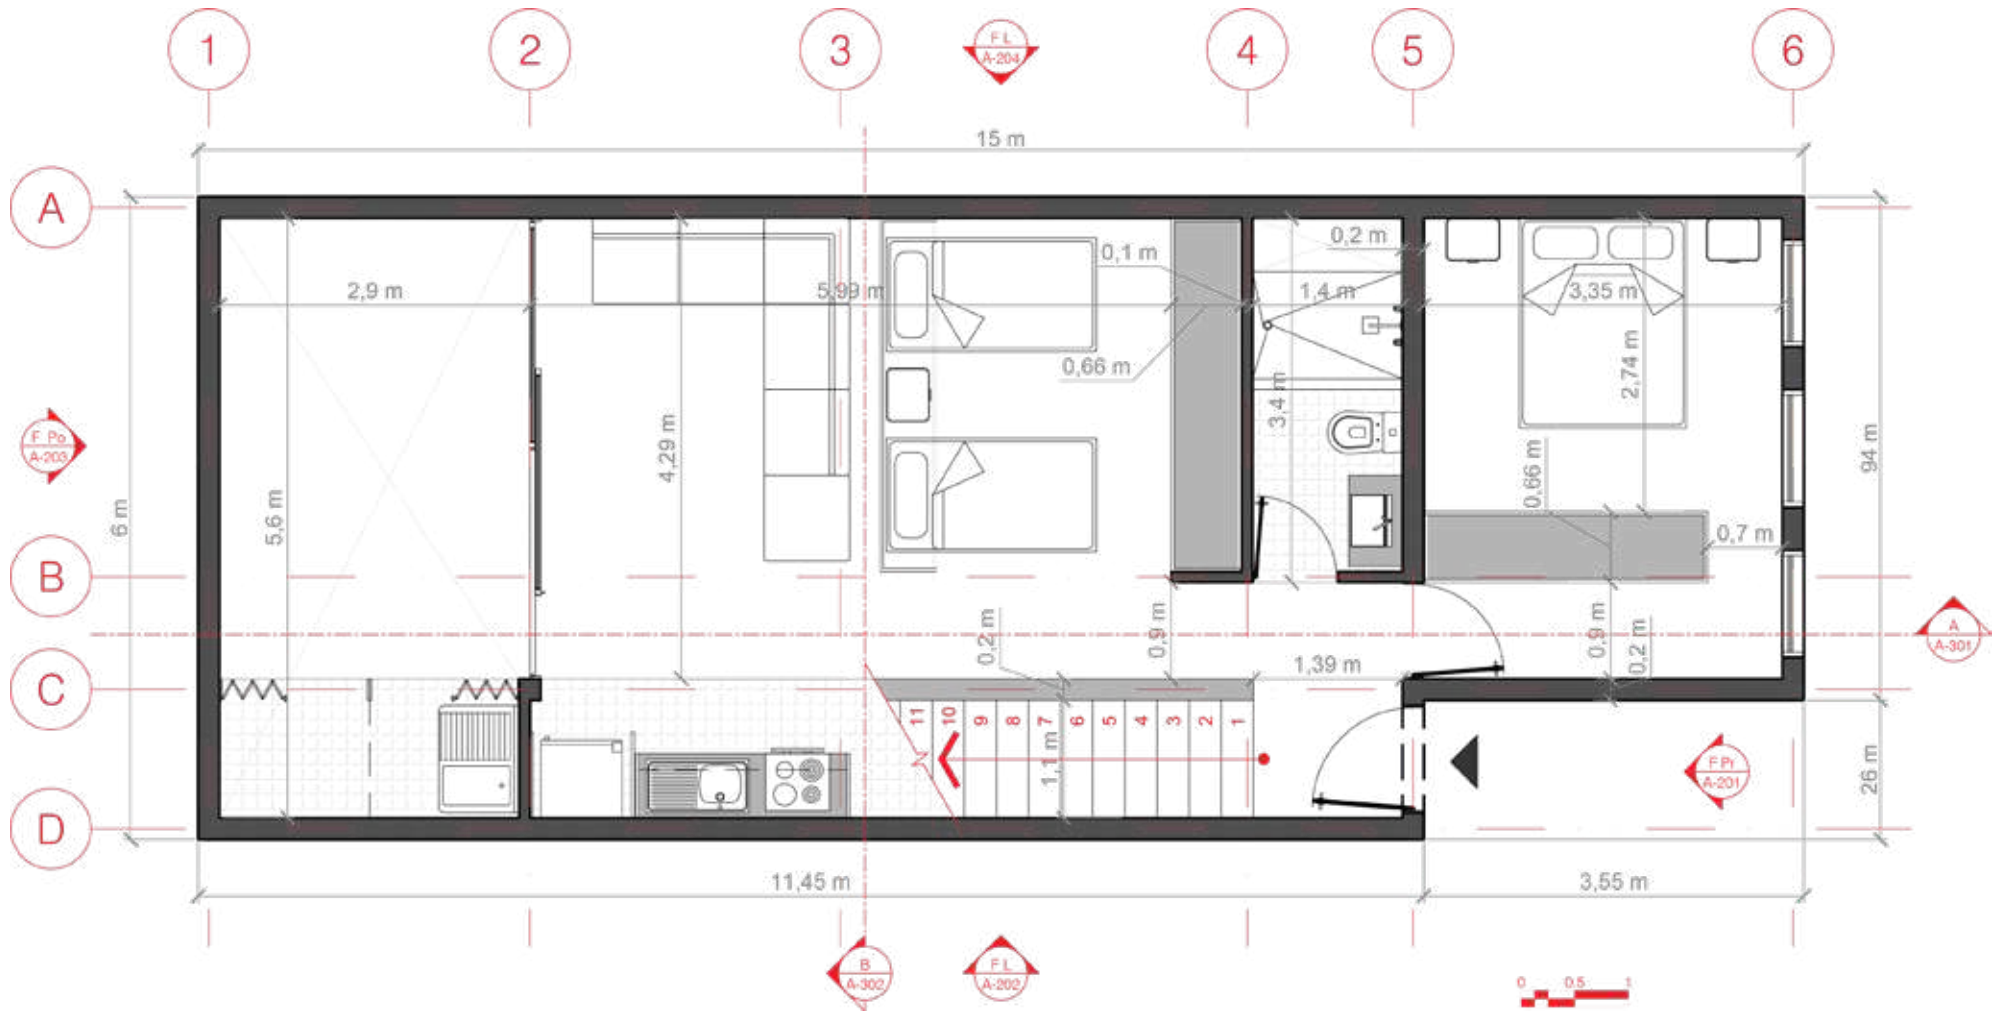 1 2 3 4 5 6
F L
A-204
15 m
A
0,2 m
0,1 m
2,9 m 5,99 m 1,4 m 3,35 m
0,66 m
2,74 m
3,4 m
F Po
A-203
4,29 m
94 m
0,66 m
5,6 m
6 m
0,7 m
B
0,2 m
0,9 m
0,9 m
0,2 m
A
A-301
1,39 m
C
11 10 9 8 7 6 5 4 3 2 1
1,1 m
F Pr
A-201
26 m
D
11,45 m 3,55 m
B
A-302
F L
A-202
0 0.5 1